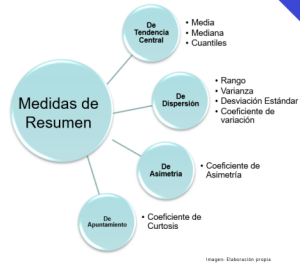 Medidas de
Resumen
De
Tendencia
Central
• Media
• Mediana
• Cuantiles
De
Dispersión
• Rango
• Varianza
• Desviación Estándar
• Coeficiente de
variación
De
Asimetría
• Coeficiente de
Asimetría
De
Apuntamiento
• Coeficiente de
Curtosis
Imagen: Elaboración propia